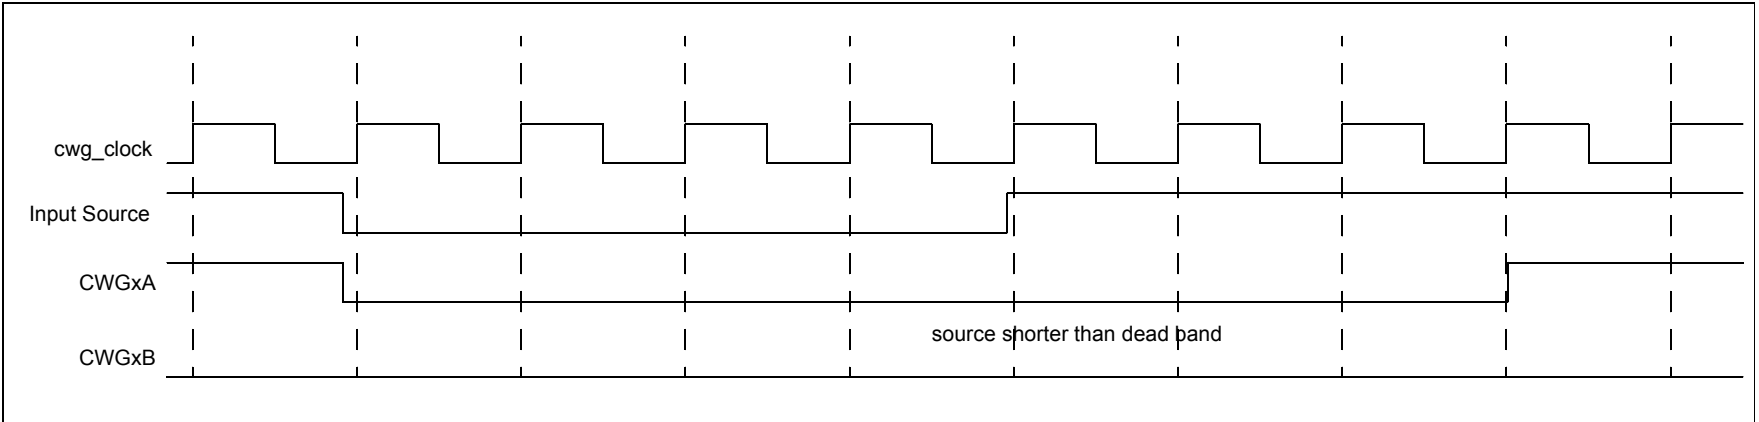 cwg_clock
Input Source
CWGxA
source shorter than dead band
CWGxB